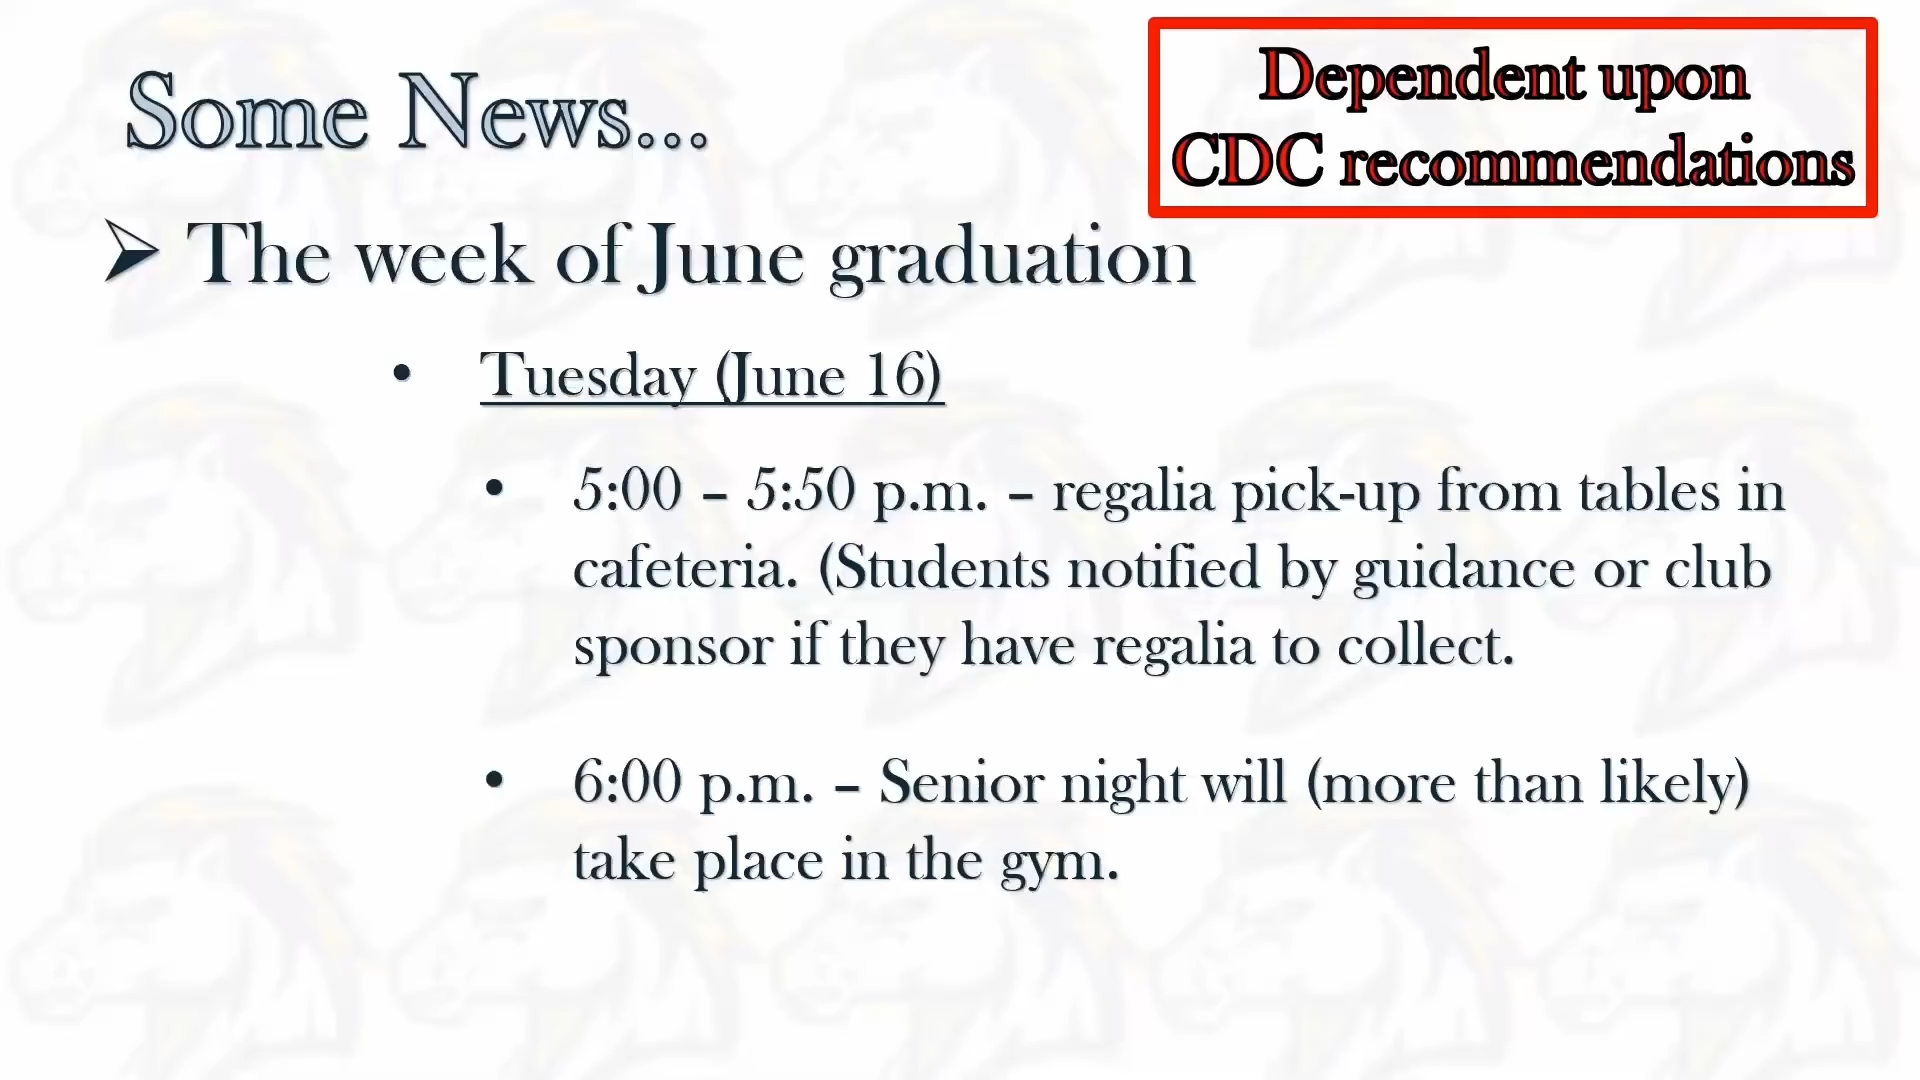 Some News...
Dependent upon
CDC recommendations
➢ The week of June graduation
• Tuesday (June 16)
• 5:00 – 5:50 p.m. – regalia pick-up from tables in
cafeteria. (Students notified by guidance or club
sponsor if they have regalia to collect.
• 6:00 p.m. – Senior night will (more than likely)
take place in the gym.